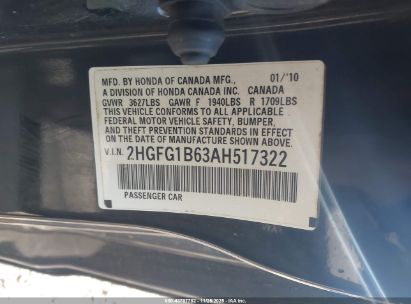 MFD. BY HONDA OF CANADA MFG., 01/'10
A DIVISION OF HONDA CANADA INC. CANADA
GVWR 3627LBS GAWR F 1940LBS R 1709LBS
THIS VEHICLE CONFORMS TO ALL APPLICABLE
FEDERAL MOTOR VEHICLE SAFETY, BUMPER,
AND THEFT PREVENTION STANDARDS IN EFFECT
ON THE DATE OF MANUFACTURE SHOWN ABOVE.
V.I.N. 2HGFG1B63AH517322
PASSENGER CAR